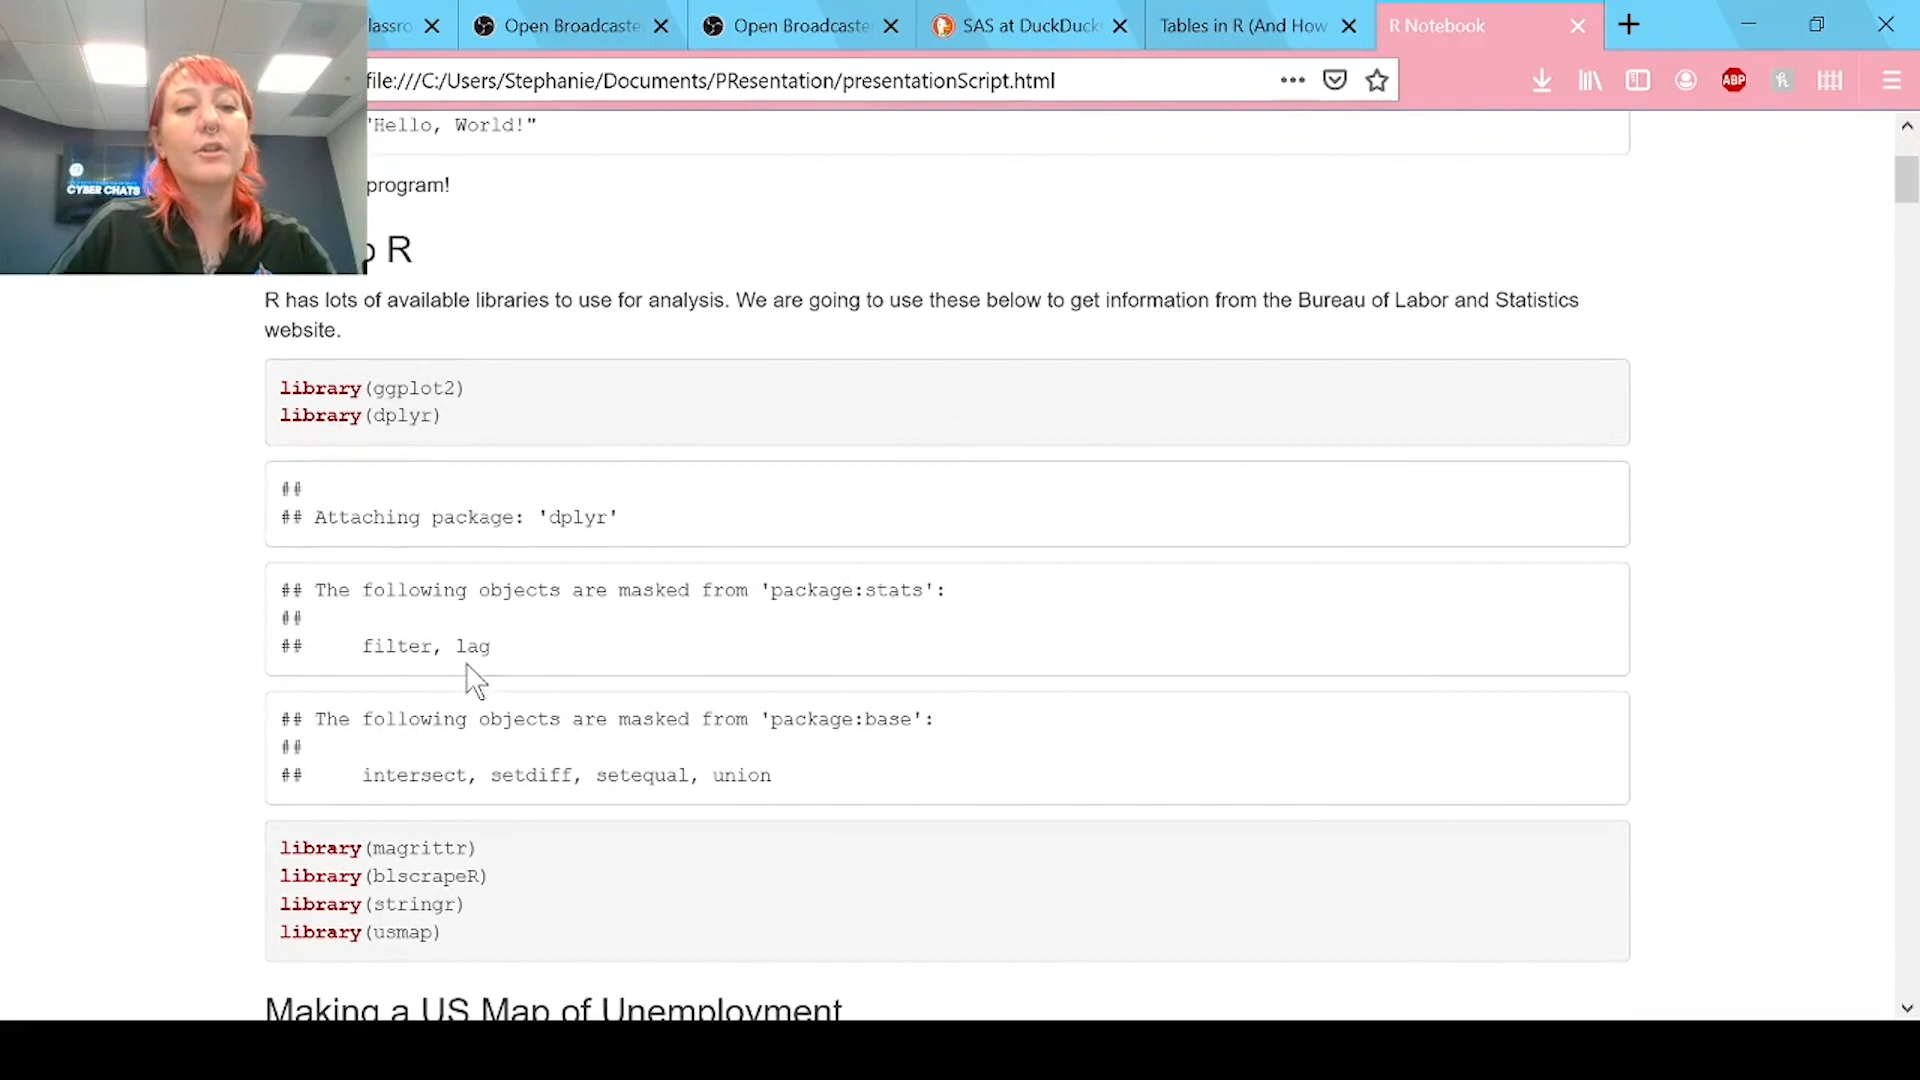 lassro
Open Broadcaste
Open Broadcaste
SAS at DuckDuck
Tables in R (And How
R Notebook
file:///C:/Users/Stephanie/Documents/PResentation/presentationScript.html
ABP
CYBER CHATS
"Hello, World!"
program!
R
R has lots of available libraries to use for analysis. We are going to use these below to get information from the Bureau of Labor and Statistics
website.
library(ggplot2)
library(dplyr)
##
## Attaching package: 'dplyr'
## The following objects are masked from 'package:stats':
##
##     filter, lag
## The following objects are masked from 'package:base':
##
##     intersect, setdiff, setequal, union
library(magrittr)
library(blscrapeR)
library(stringr)
library(usmap)
Making a US Map of Unemployment